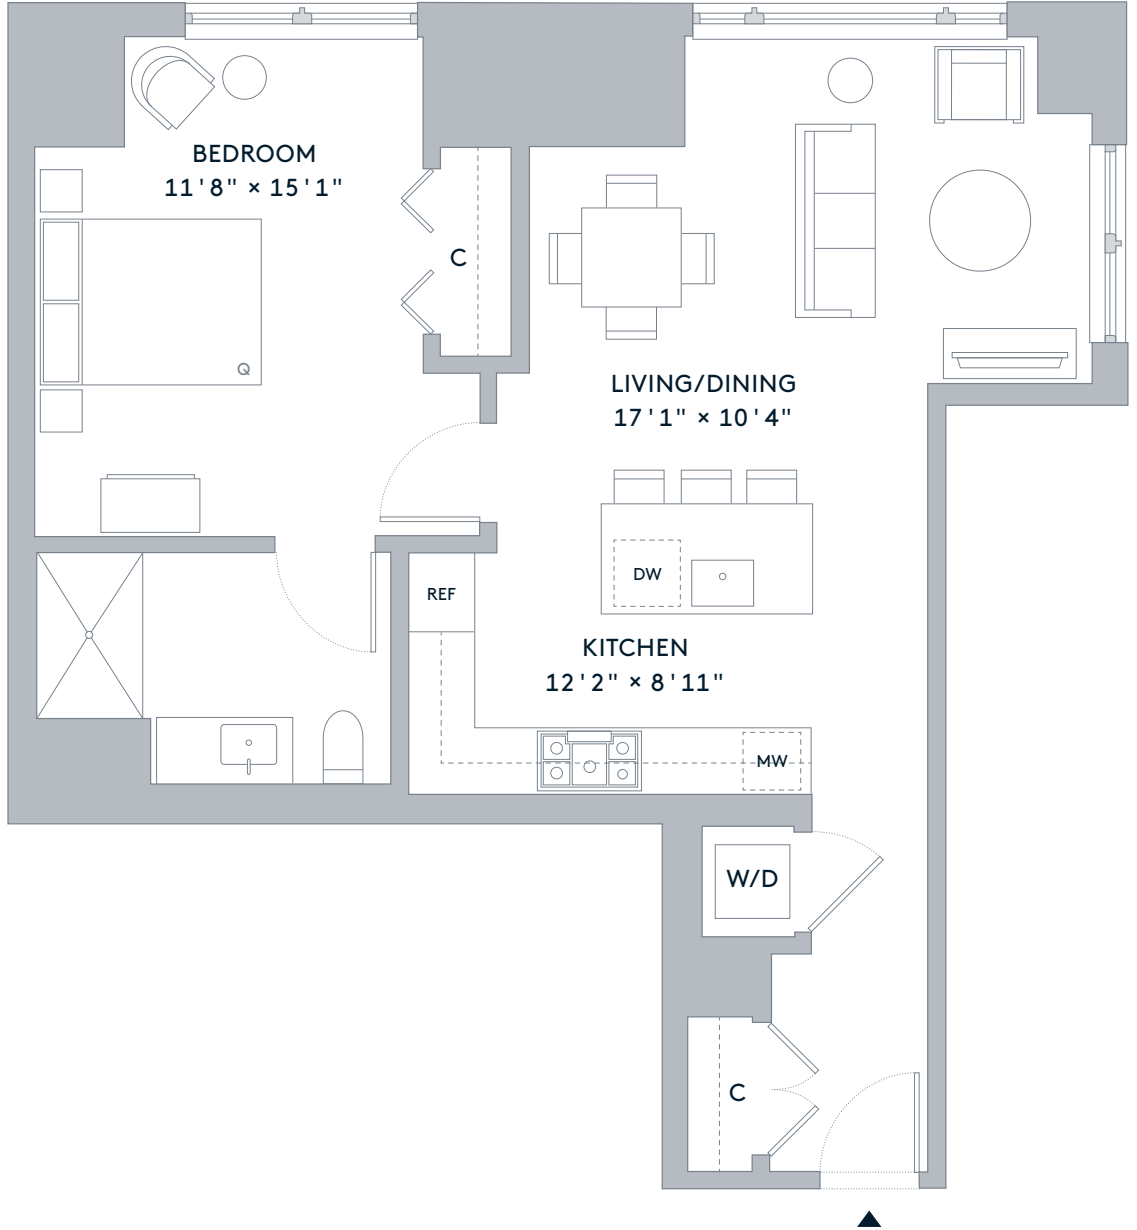 BEDROOM
11'8" × 15'1"
C
Q
LIVING/DINING
17'1" × 10'4"
DW
REF
KITCHEN
12'2" × 8'11"
MW
W/D
C